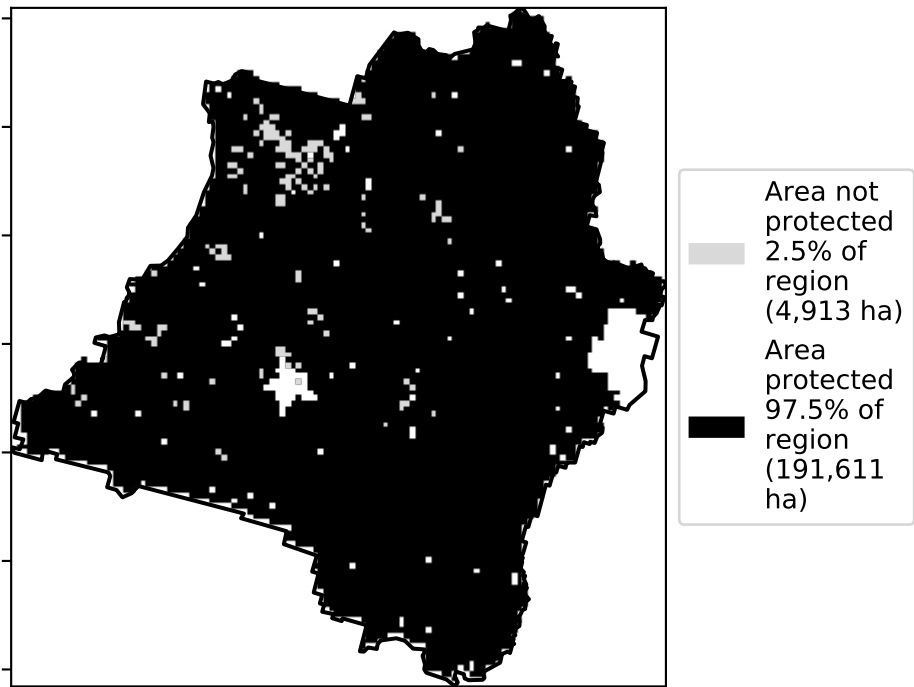 Area not
protected
2.5% of
region
(4,913 ha)
Area
protected
97.5% of
region
(191,611
ha)